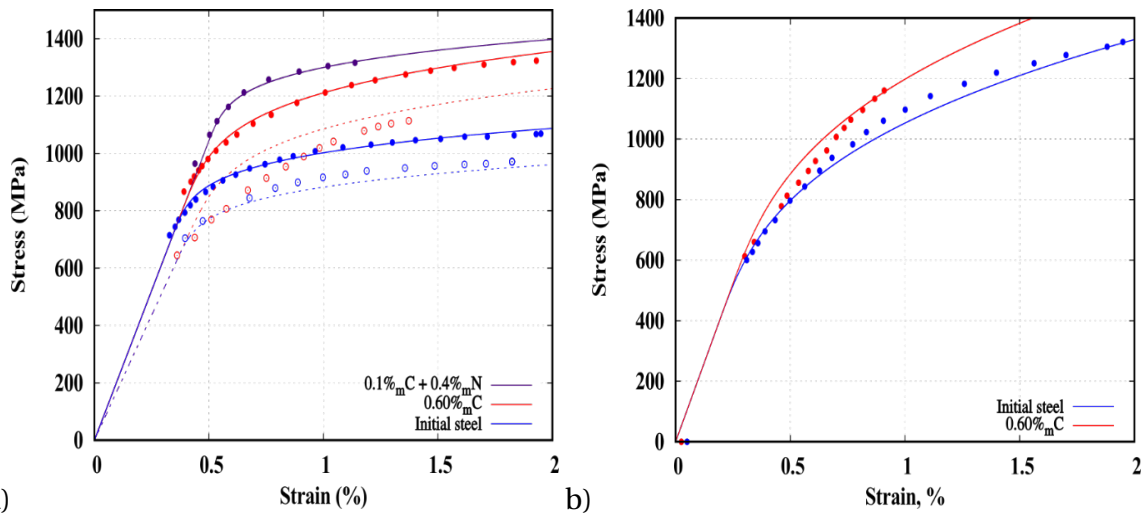 1400
1200
1000
800
600
400
200
0
Stress (MPa)
0.1%mC + 0.4%mN
0.60%mC
Initial steel
0 0.5 1 1.5 2
Strain (%)
)
1400
1200
1000
800
600
400
200
0
Stress (MPa)
Initial steel
0.60%mC
0 0.5 1 1.5 2
Strain, %
b)